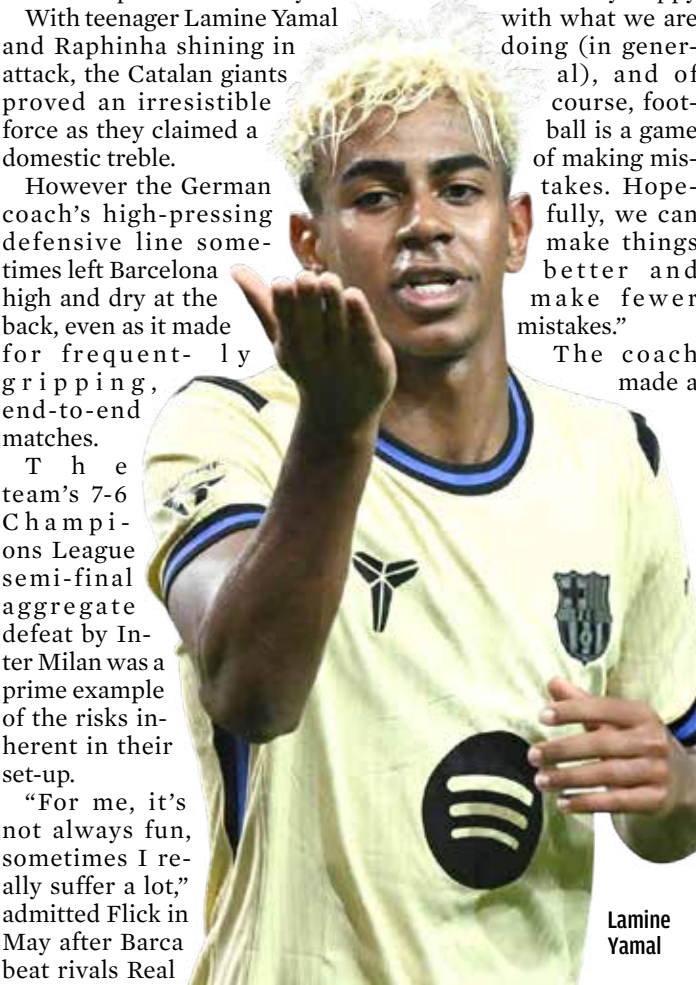 With teenager Lamine Yamal
and Raphinha shining in
attack, the Catalan giants
proved an irresistible
force as they claimed a
domestic treble.
However the German
coach’s high-pressing
defensive line some-
times left Barcelona
high and dry at the
back, even as it made
for frequent- ly
gripping,
end-to-end
matches.
The
team’s 7-6
Champi-
ons League
semi-final
aggregate
defeat by In-
ter Milan was a
prime example
of the risks in-
herent in their
set-up.
“For me, it’s
not always fun,
sometimes I re-
ally suffer a lot,”
admitted Flick in
May after Barca
beat rivals Real
with what we are
doing (in gener-
al), and of
course, foot-
ball is a game
of making mis-
takes. Hope-
fully, we can
make things
better and
make fewer
mistakes.”
The coach
made a
Lamine
Yamal